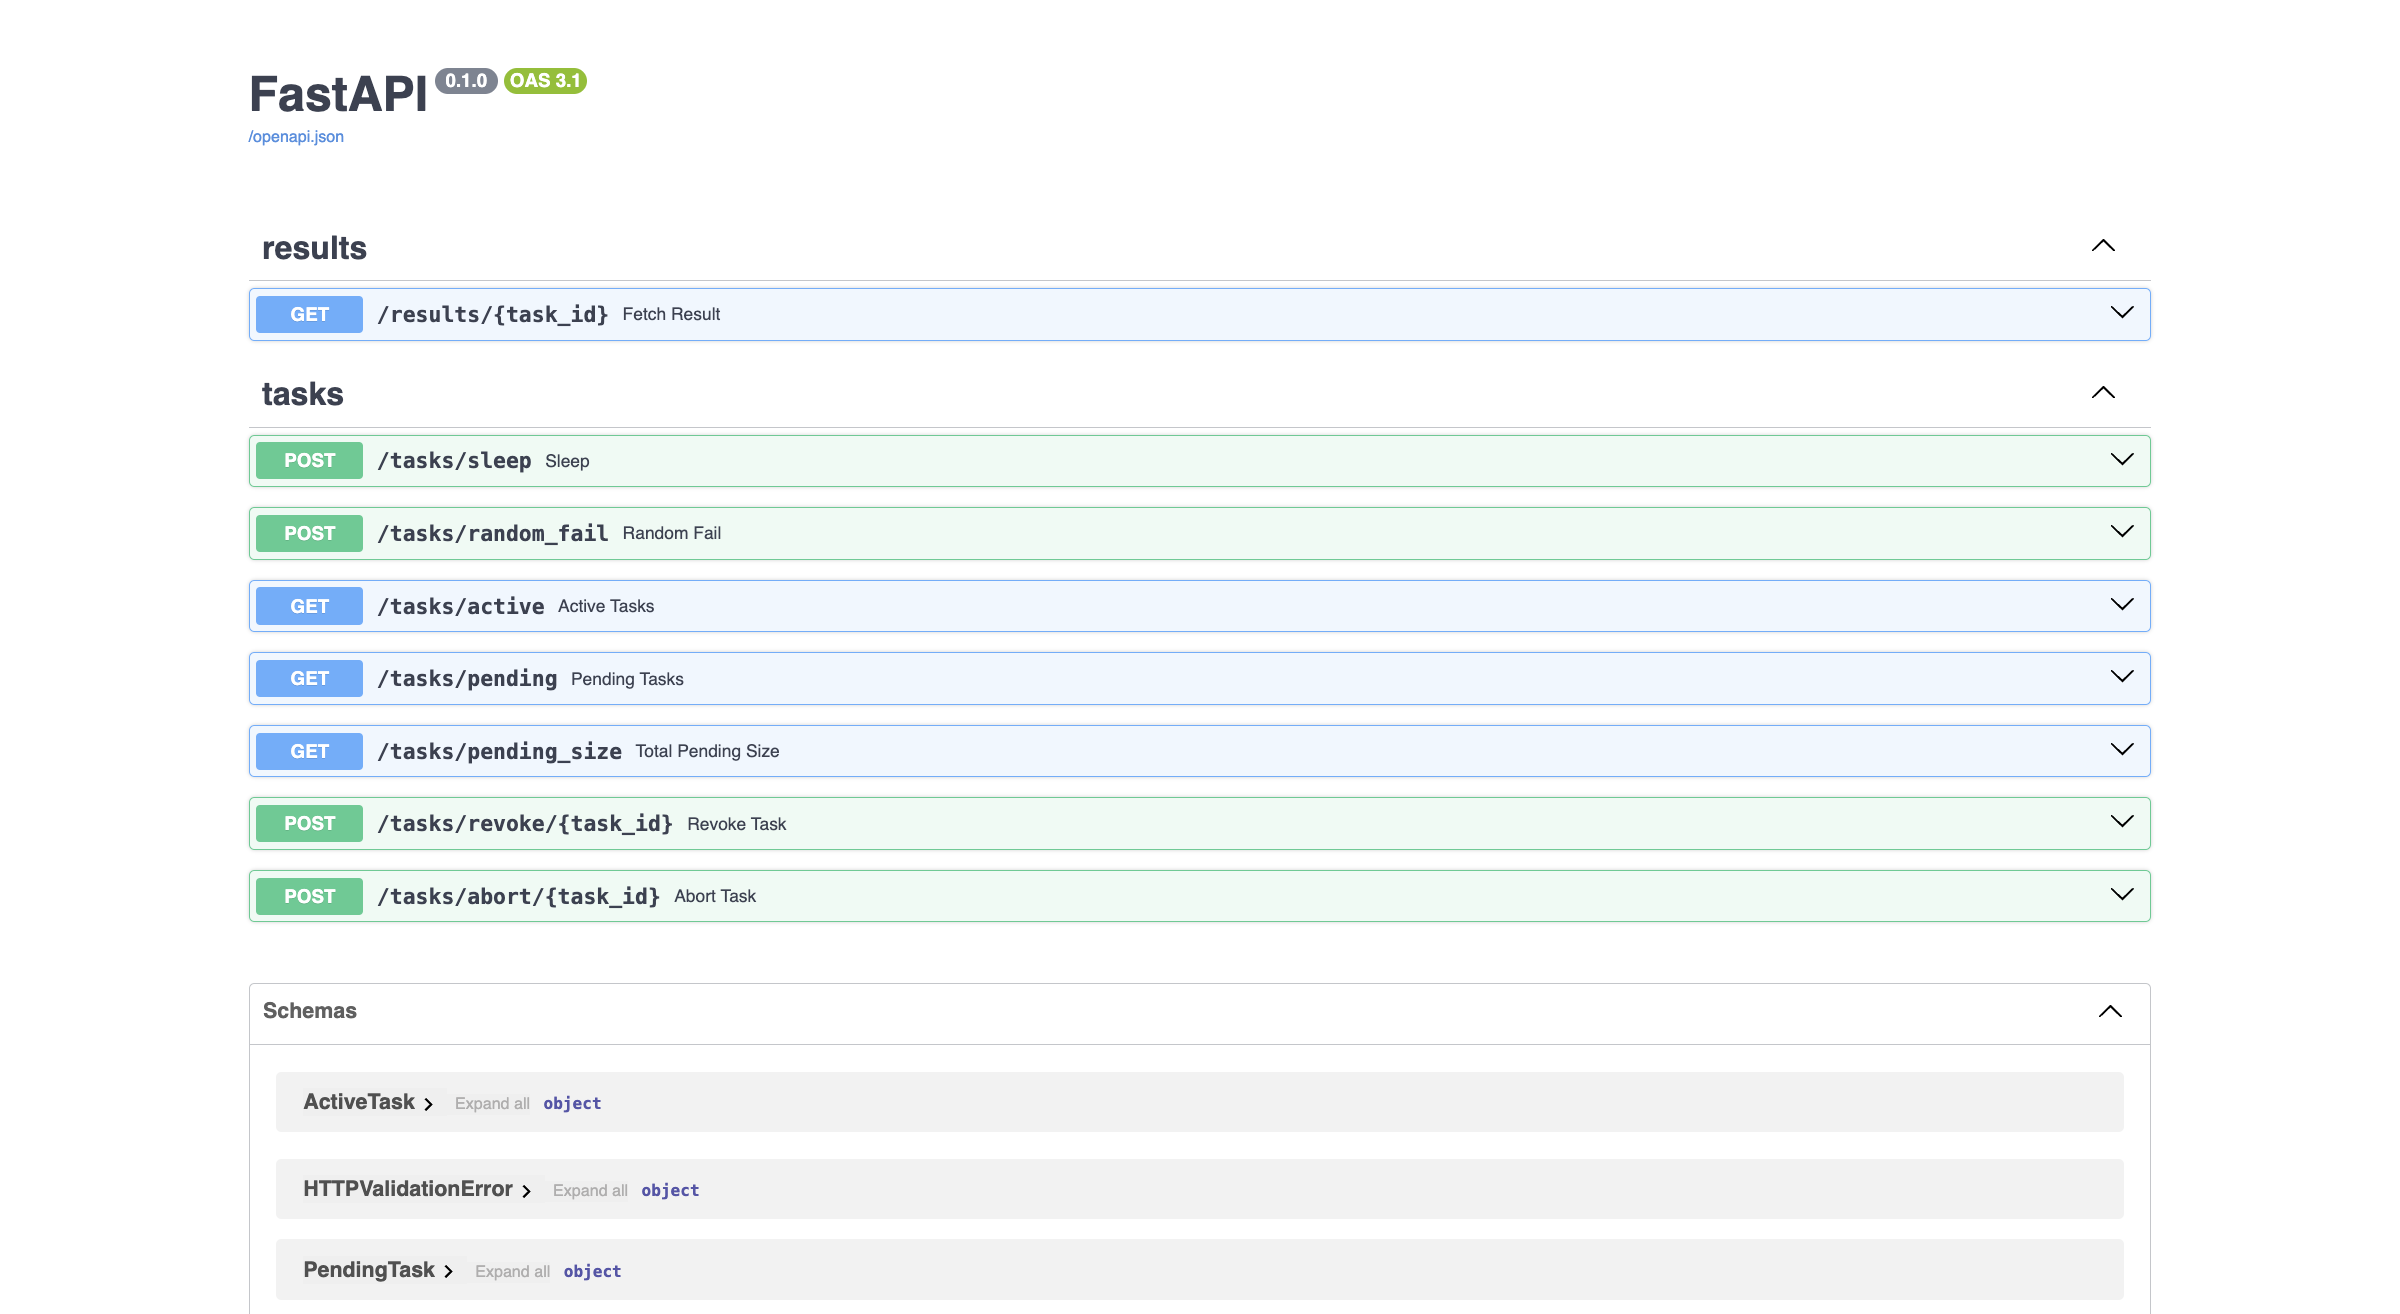 FastAPI 0.1.0 OAS 3.1
/openapi.json
results
GET /results/{task_id} Fetch Result
tasks
POST /tasks/sleep Sleep
POST /tasks/random_fail Random Fail
GET /tasks/active Active Tasks
GET /tasks/pending Pending Tasks
GET /tasks/pending_size Total Pending Size
POST /tasks/revoke/{task_id} Revoke Task
POST /tasks/abort/{task_id} Abort Task
Schemas
ActiveTask Expand all object
HTTPValidationError Expand all object
PendingTask Expand all object